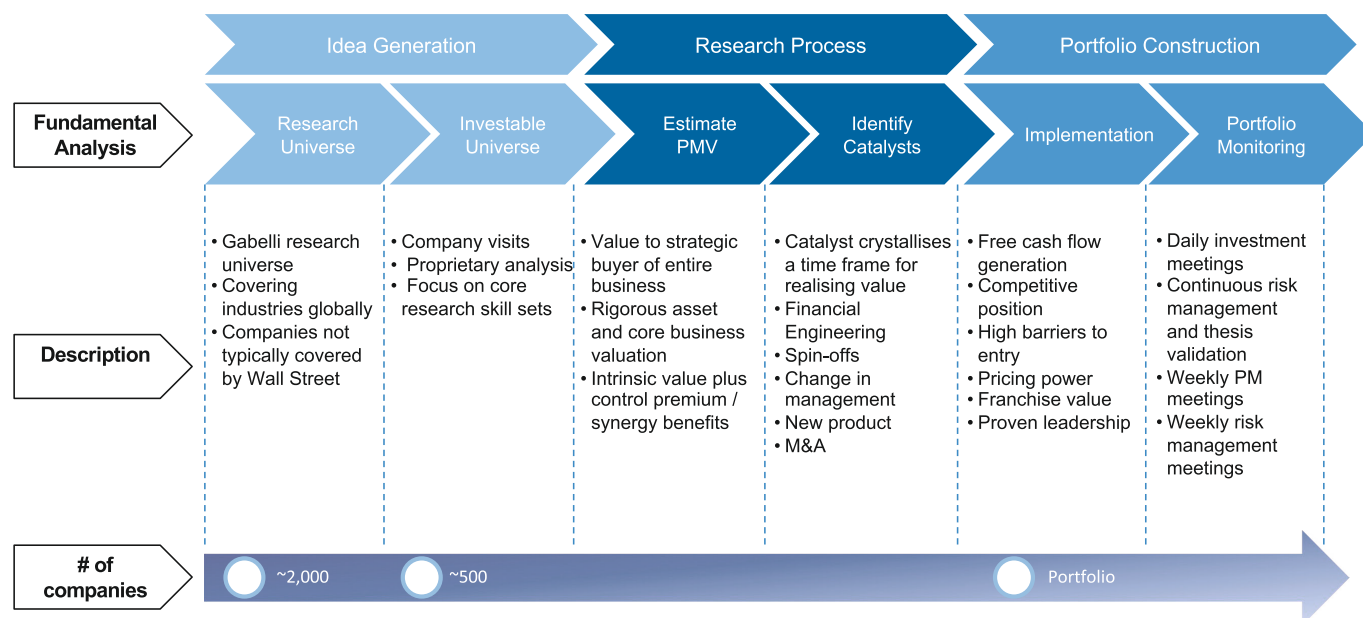 Idea Generation
Research Process
Portfolio Construction
Fundamental
Analysis
Research
Universe
Investable
Universe
Estimate
PMV
Identify
Catalysts
Implementation
Portfolio
Monitoring
Description
• Gabelli research
universe
• Covering
industries globally
• Companies not
typically covered
by Wall Street
• Company visits
• Proprietary analysis
• Focus on core
research skill sets
• Value to strategic
buyer of entire
business
• Rigorous asset
and core business
valuation
• Intrinsic value plus
control premium /
synergy benefits
• Catalyst crystallises
a time frame for
realising value
• Financial
Engineering
• Spin-offs
• Change in
management
• New product
• M&A
• Free cash flow
generation
• Competitive
position
• High barriers to
entry
• Pricing power
• Franchise value
• Proven leadership
• Daily investment
meetings
• Continuous risk
management
and thesis
validation
• Weekly PM
meetings
• Weekly risk
management
meetings
# of
companies
~2,000
~500
Portfolio